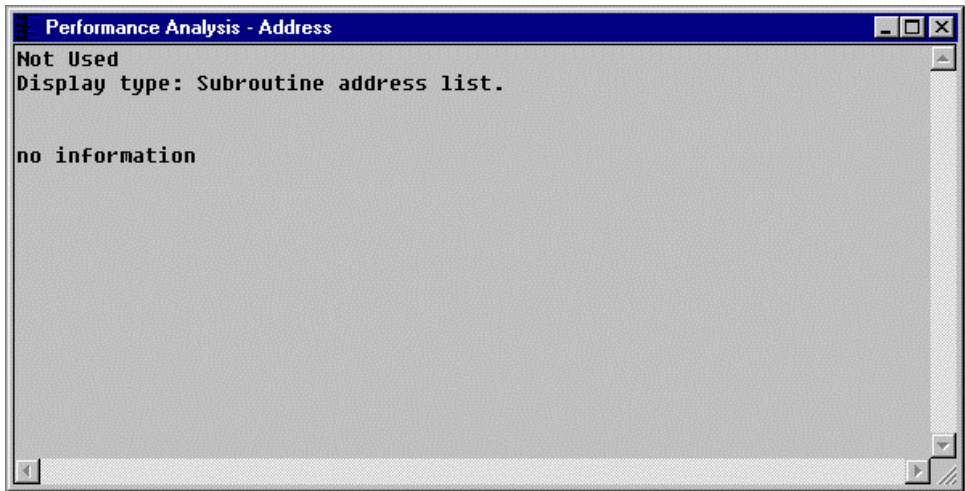 Performance Analysis - Address
Not Used
Display type: Subroutine address list.
no information